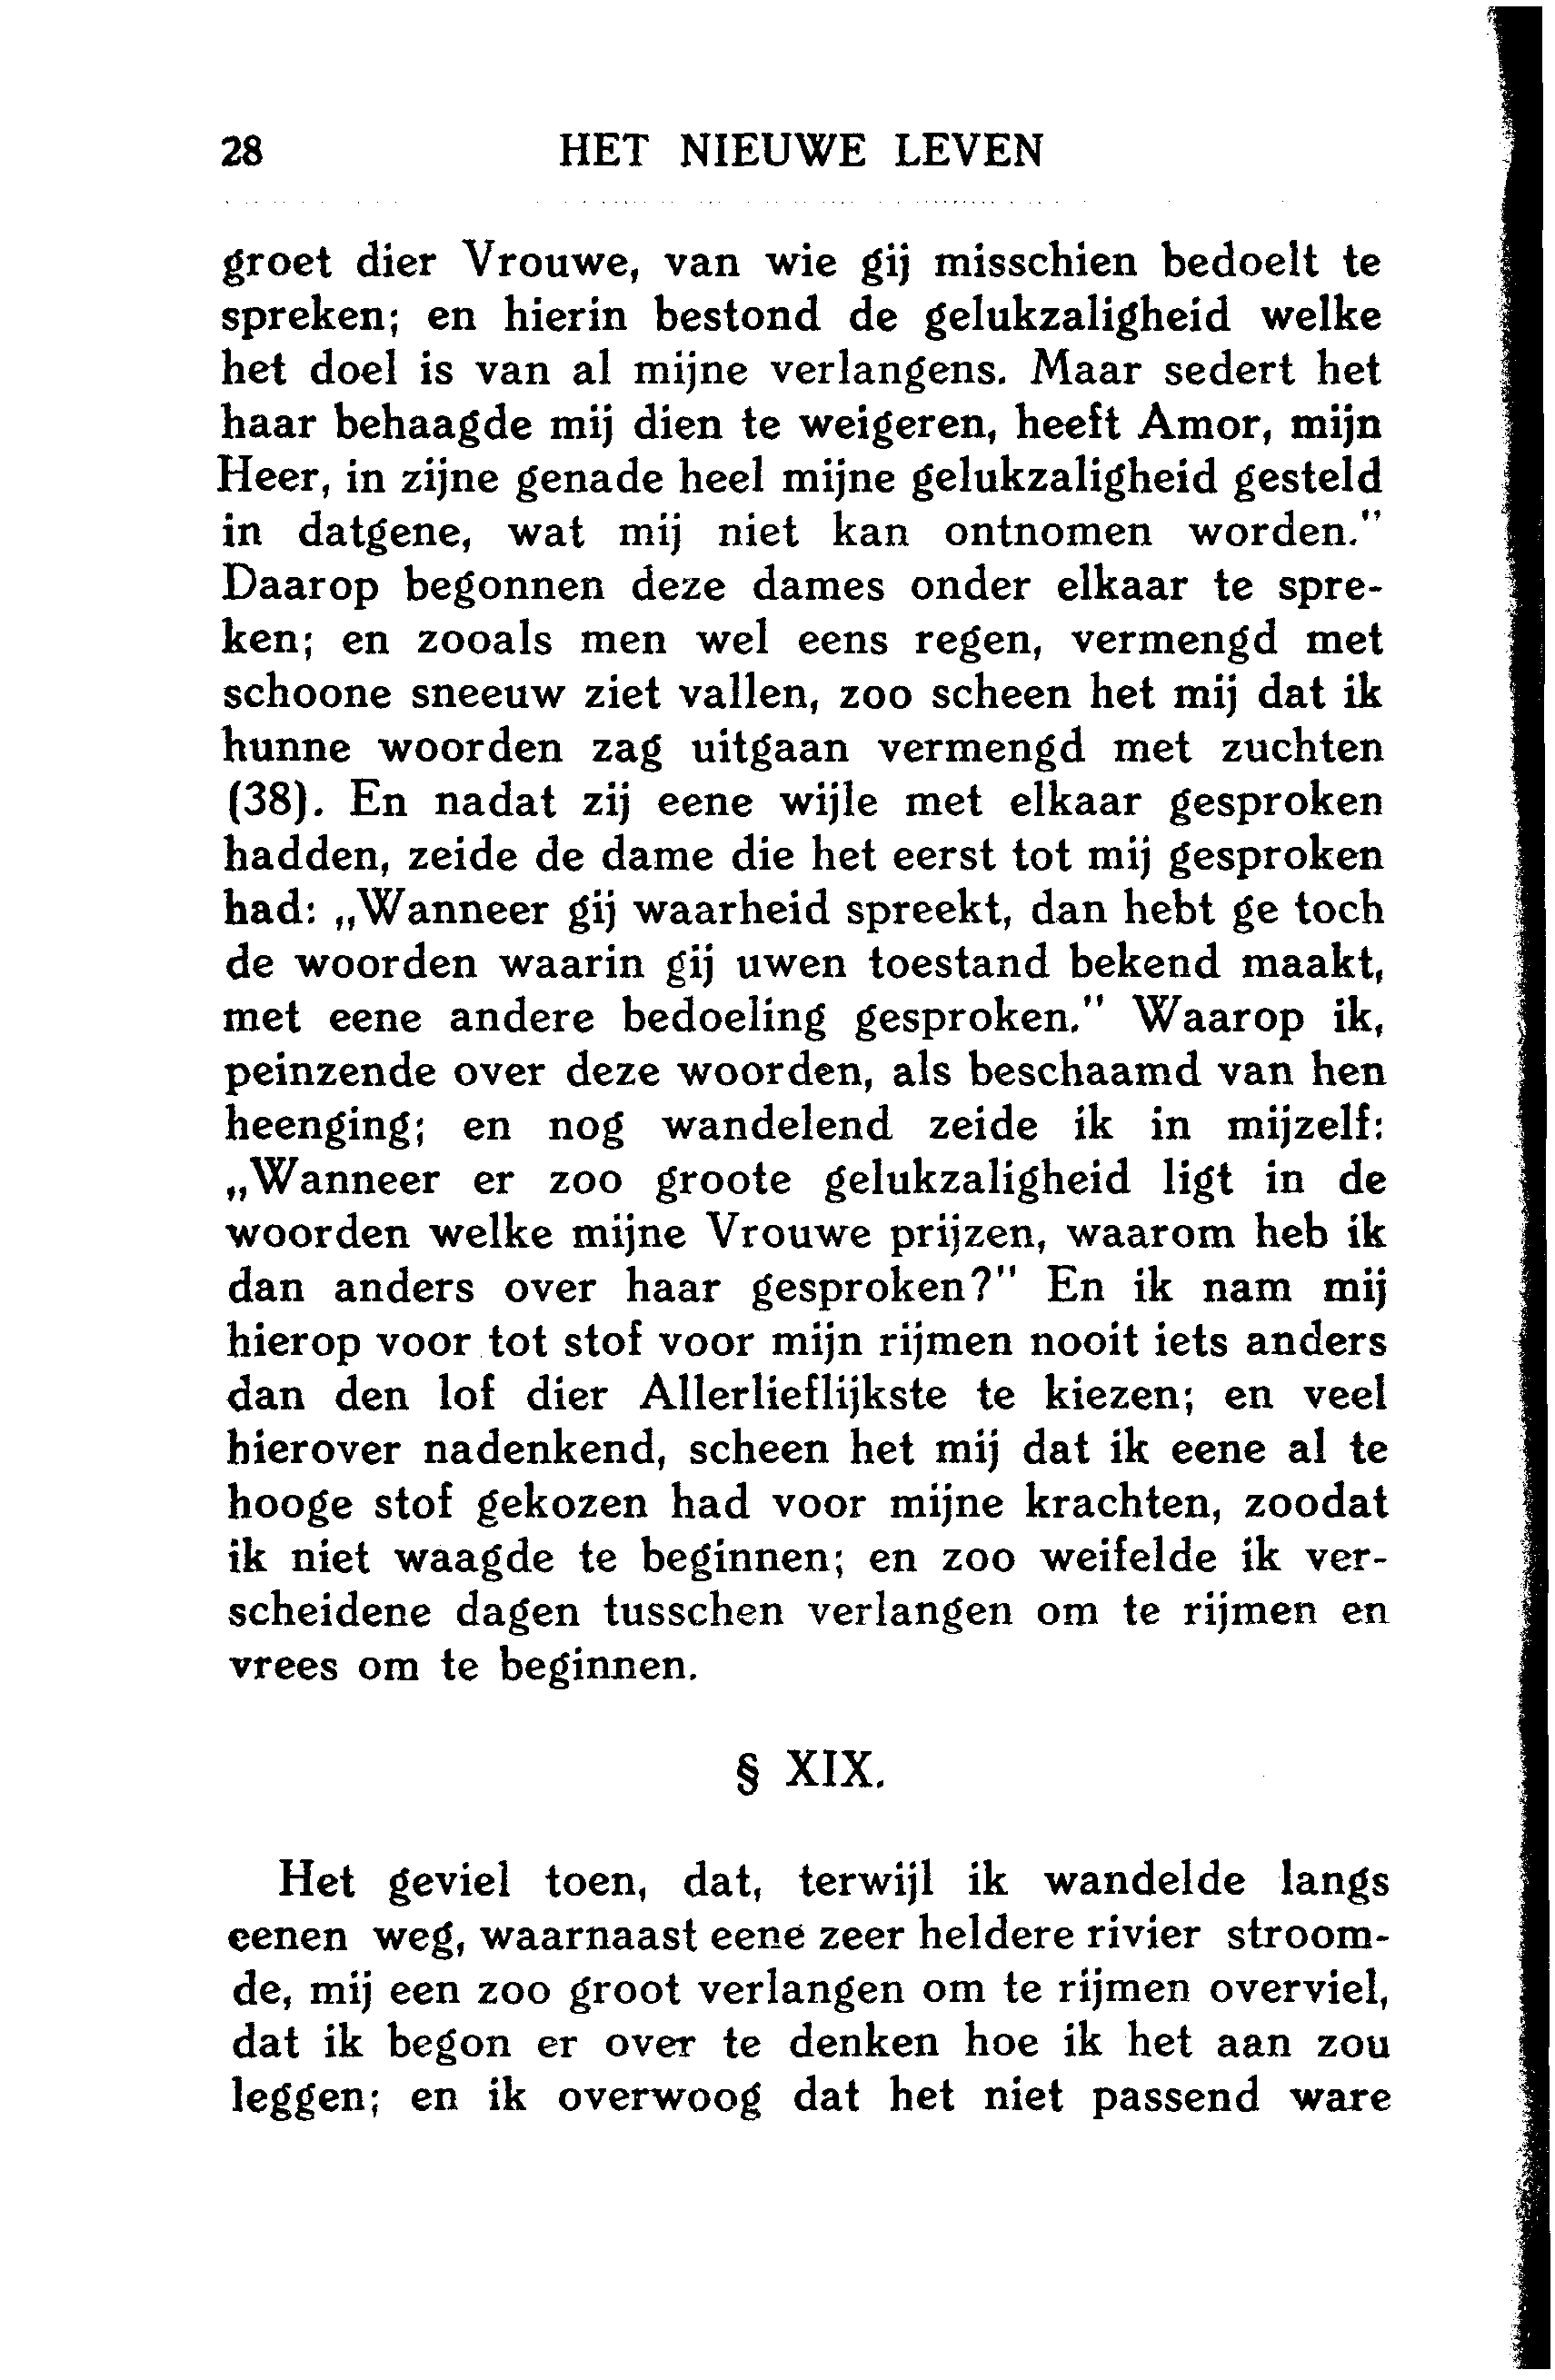 28 HET NIEUWE LEVEN
groet dier Vrouwe, van wie gij misschien bedoelt te
spreken; en hierin bestond de gelukzaligheid welke
het doel is van al mijne verlangens. Maar sedert het
haar behaagde mij dien te weigeren, heeft Amor, mijn
Heer, in zijne genade heel mijne gelukzaligheid gesteld
in datgene, wat mij niet kan ontnomen worden."
Daarop begonnen deze dames onder elkaar te spre-
ken; en zooals men wel eens regen, vermengd met
schoone sneeuw ziet vallen, zoo scheen het mij dat ik
hunne woorden zag uitgaan vermengd met zuchten
(38). En nadat zij eene wijle met elkaar gesproken
hadden, zeide de dame die het eerst tot mij gesproken
had: „Wanneer gij waarheid spreekt, dan hebt ge toch
de woorden waarin gij uwen toestand bekend maakt,
met eene andere bedoeling gesproken." Waarop ik,
peinzende over deze woorden, als beschaamd van hen
heenging; en nog wandelend zeide ik in mijzelf:
„Wanneer er zoo groote gelukzaligheid ligt in de
woorden welke mijne Vrouwe prijzen, waarom heb ik
dan anders over haar gesproken?" En ik nam mij
hierop voor tot stof voor mijn rijmen nooit iets anders
dan den lof dier Allerlieflijkste te kiezen; en veel
hierover nadenkend, scheen het mij dat ik eene al te
hooge stof gekozen had voor mijne krachten, zoodat
ik niet waagde te beginnen; en zoo weifelde ik ver-
scheidene dagen tusschen verlangen om te rijmen en
vrees om te beginnen.
§ XIX.
Het geviel toen, dat, terwijl ik wandelde langs
eenen weg, waarnaast eene zeer heldere rivier stroom-
de, mij een zoo groot verlangen om te rijmen overviel,
dat ik begon er over te denken hoe ik het aan zou
leggen; en ik overwoog dat het niet passend ware